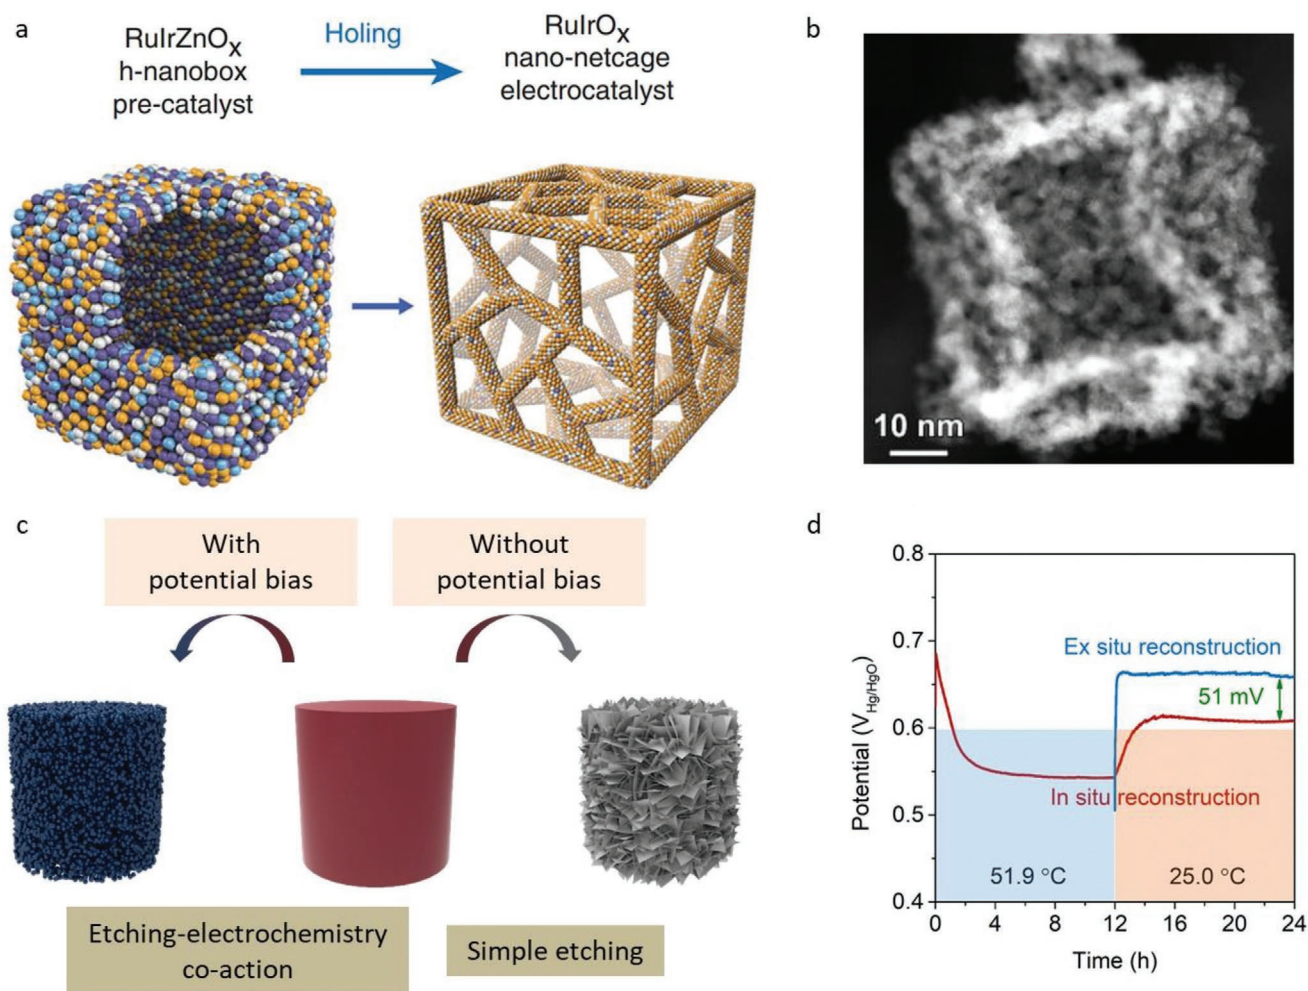 a
RuIrZnOx
h-nanobox
pre-catalyst
Holing
RuIrOx
nano-netcage
electrocatalyst
b
10 nm
c
With
potential bias
Without
potential bias
Etching-electrochemistry
co-action
Simple etching
d
0.8
0.7
0.6
0.5
0.4
Potential (VHg/HgO)
Ex situ reconstruction
51 mV
In situ reconstruction
51.9 °C
25.0 °C
0
4
8
12
16
20
24
Time (h)